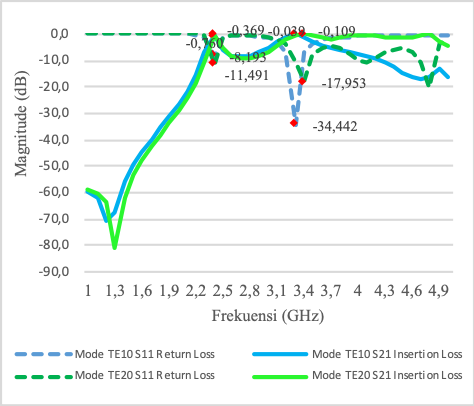 0,0
-10,0
-20,0
-30,0
-40,0
-50,0
-60,0
-70,0
-80,0
-90,0
Magnitude (dB)
-0,369 -0,039 -0,109
-0,760
-8,193
-11,491
-17,953
-34,442
1 1,3 1,6 1,9 2,2 2,5 2,8 3,1 3,4 3,7 4 4,3 4,6 4,9
Frekuensi (GHz)
Mode TE10 S11 Return Loss Mode TE10 S21 Insertion Loss
Mode TE20 S11 Return Loss Mode TE20 S21 Insertion Loss